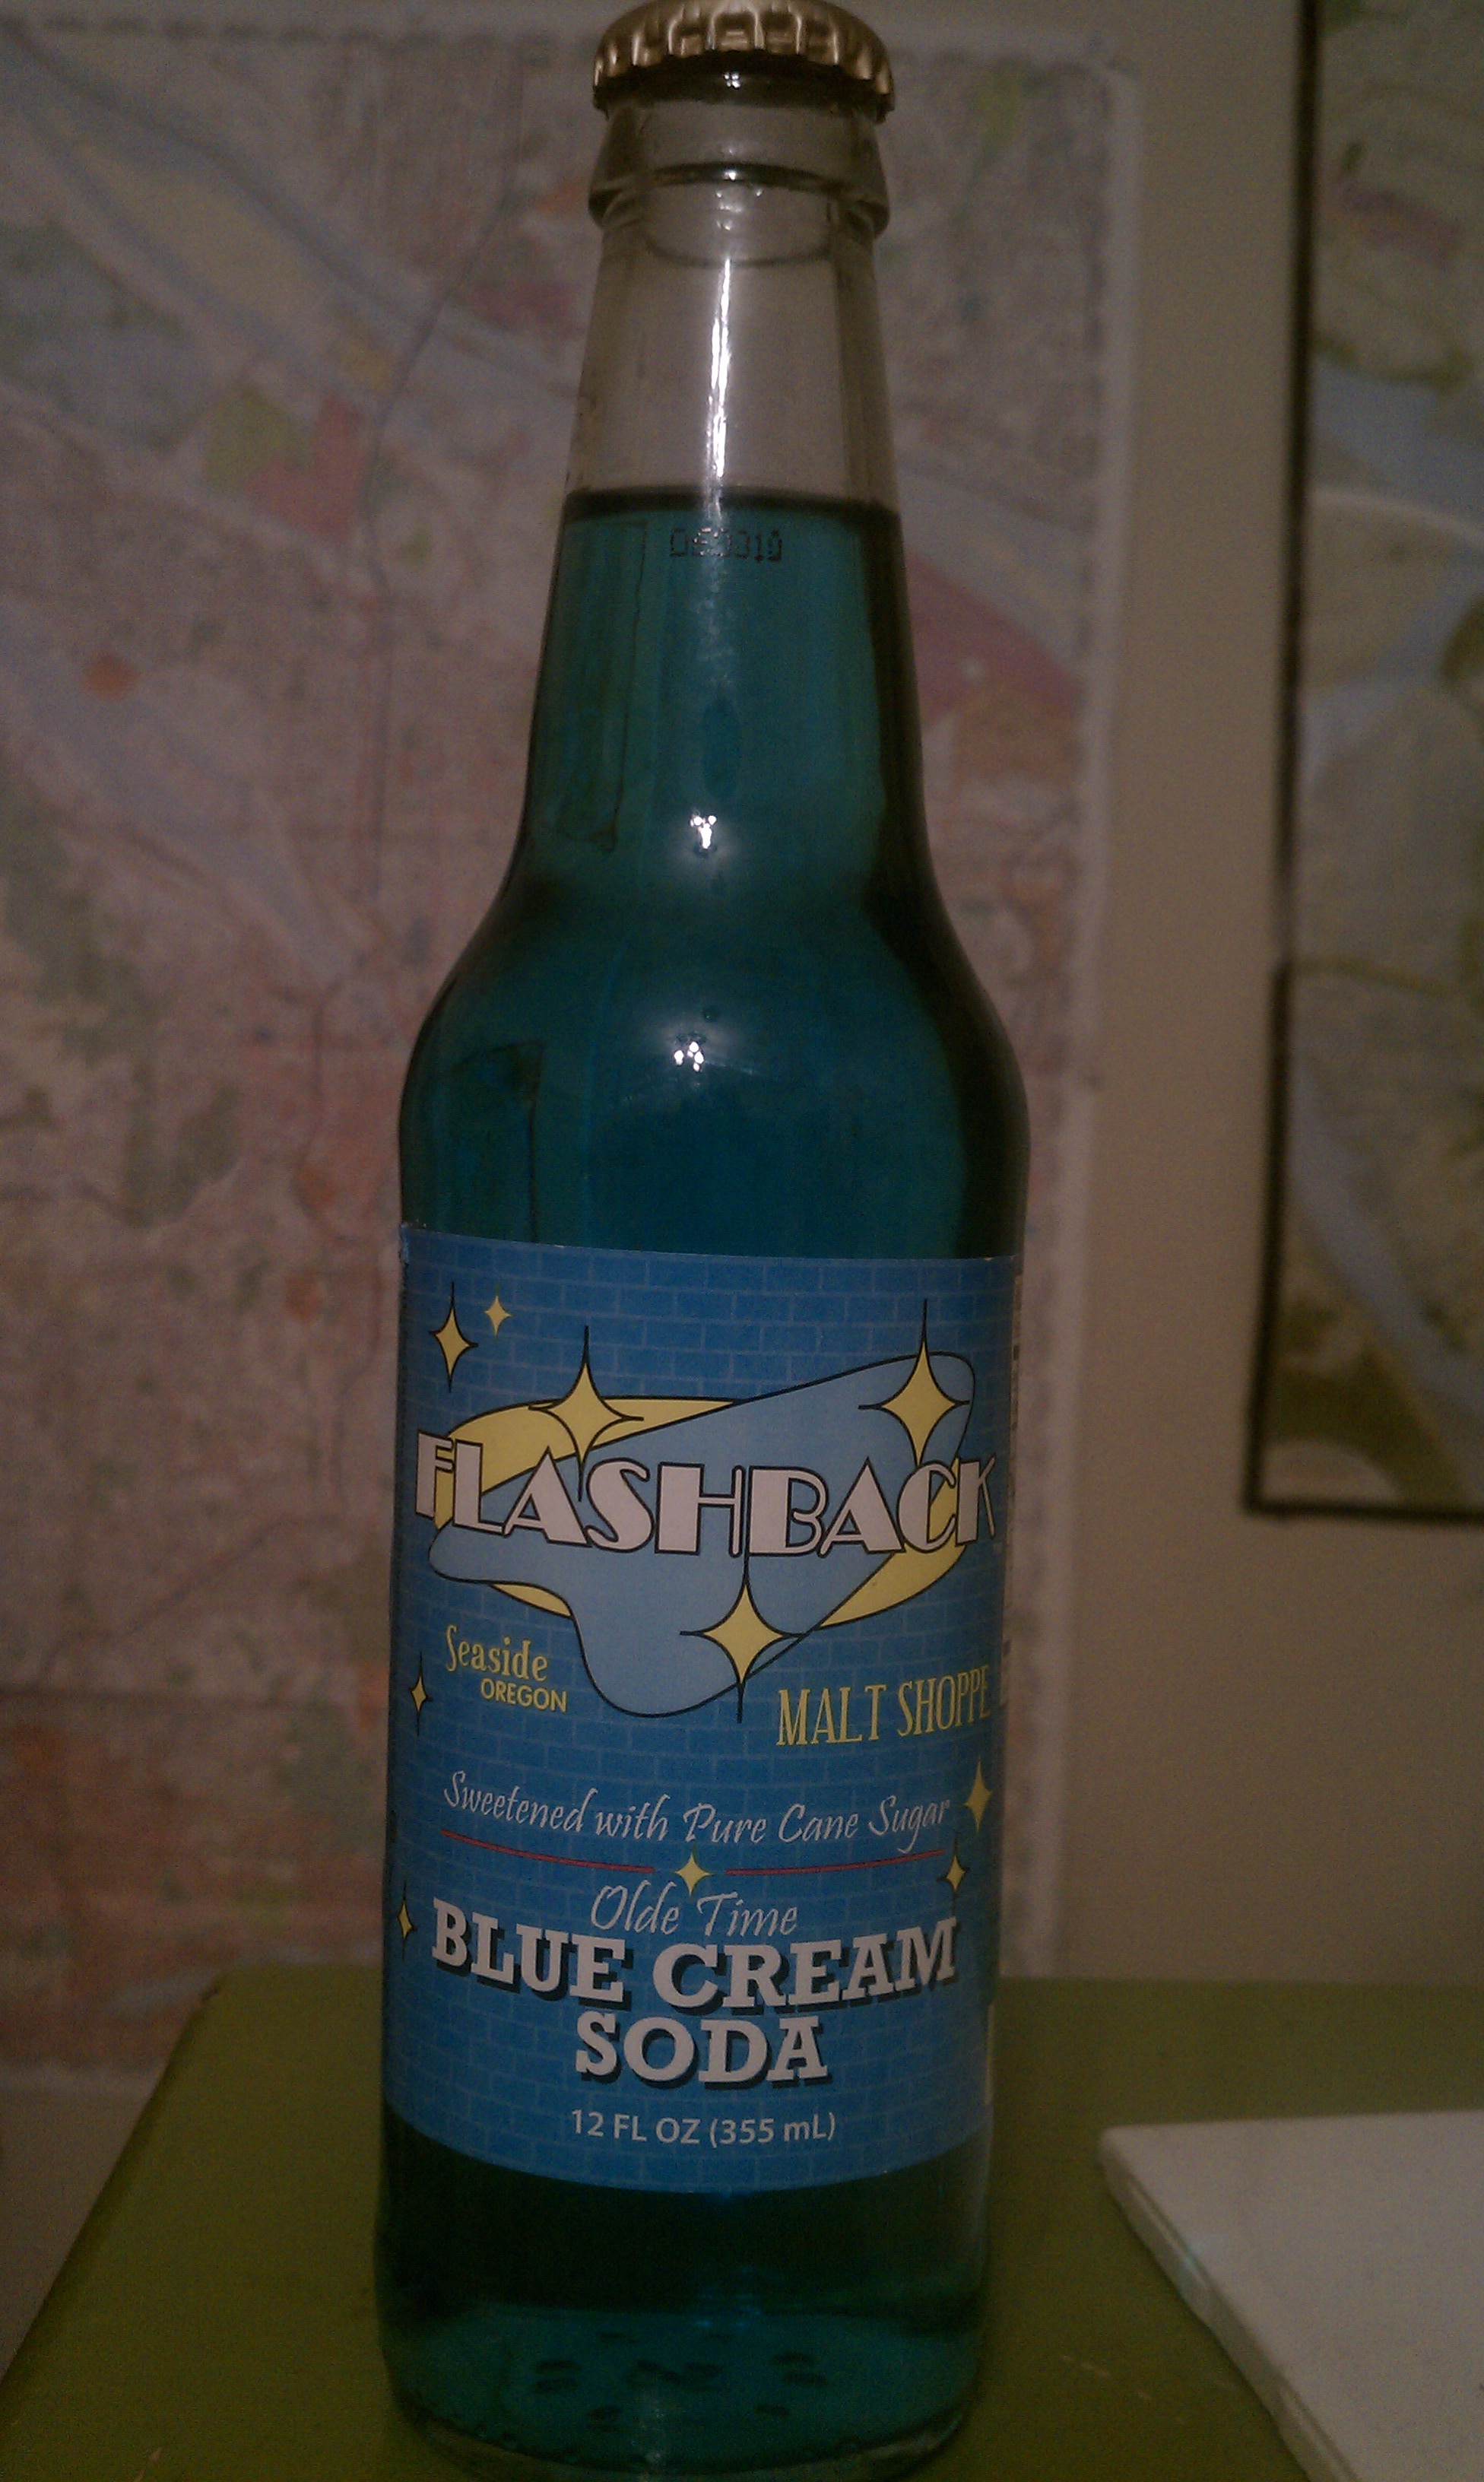 FLASHBACK
Seaside
OREGON
MALT SHOPPE
Sweetened with Pure Cane Sugar
Olde Time
BLUE CREAM
SODA
12 FL OZ (355 mL)